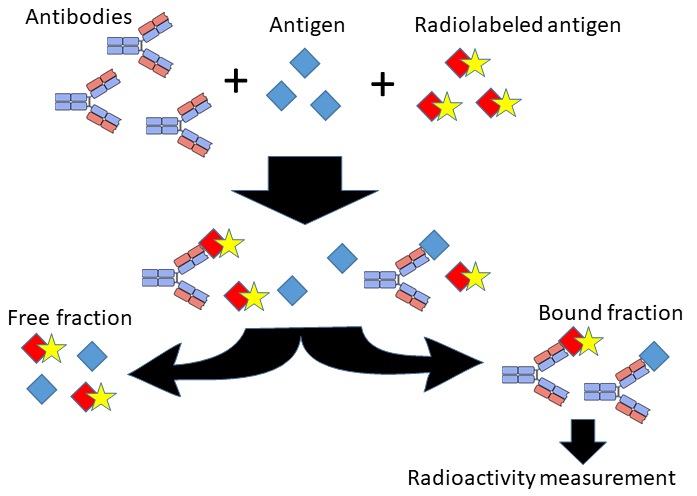 Antibodies
Antigen
Radiolabeled antigen
+
+
Free fraction
Bound fraction
Radioactivity measurement